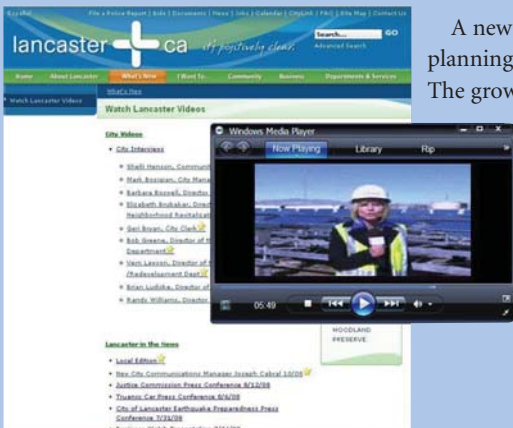 Español
File a Police Report | Bids | Documents | News | Jobs | Calendar | CityLink | FAQ | Site Map | Contact Us
lancaster ca it's positively clear.
Search... GO
Advanced Search
Home About Lancaster What's New I Want To... Community Business Departments & Services
What's New
Watch Lancaster Videos
Watch Lancaster Videos
City Videos
City Interviews
Shelli Hanson, Communit
Mark Bozigian, City Mana
Barbara Boswell, Director
Elizabeth Brubaker, Direct
Neighborhood Revitalizat
Geri Bryan, City Clerk
Bob Greene, Director of t
Department
Vern Lawson, Director of
/Redevelopment Dept
Brian Ludicke, Director of
Randy Williams, Director
Lancaster in the News
Local Edition
New City Communications Manager Joseph Cabral 10/08
Justice Commission Press Conference 8/12/08
Truancy Car Press Conference 8/6/08
City of Lancaster Earthquake Preparedness Press
Conference 7/31/08
Windows Media Player
Now Playing Library Rip
05:49
WOODLAND
PRESERVE
A new
planning
The grow